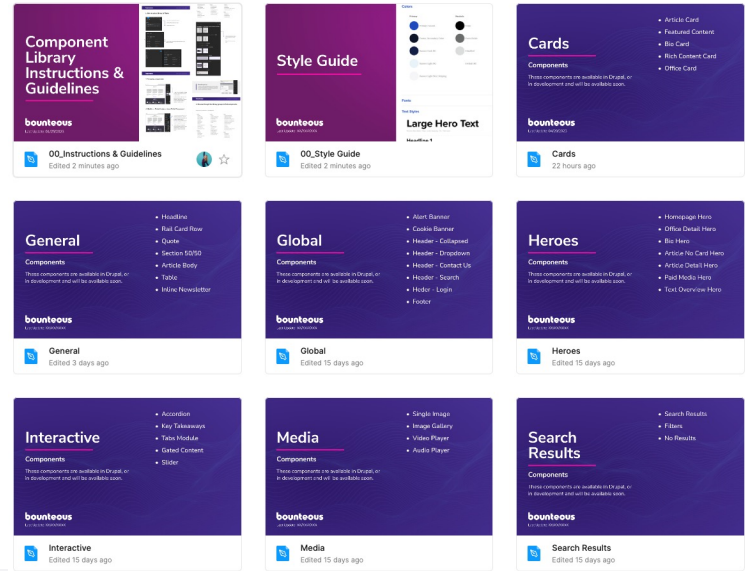 Component
Library
Instructions &
Guidelines
bounteous
00_Instructions & Guidelines
Edited 2 minutes ago
Style Guide
bounteous
Colors
Fonts
Text Styles
Large Hero Text
Headline 1
00_Style Guide
Edited 2 minutes ago
Cards
Components
These components are available in Drupal, or
in development and will be available soon.
bounteous
• Article Card
• Featured Content
• Bio Card
• Rich Content Card
• Office Card
Cards
22 hours ago
General
Components
These components are available in Drupal, or
in development and will be available soon.
bounteous
• Headline
• Rail Card Row
• Quote
• Section 50/50
• Article Body
• Table
• Inline Newsletter
General
Edited 3 days ago
Global
Components
These components are available in Drupal, or
in development and will be available soon.
bounteous
• Alert Banner
• Cookie Banner
• Header - Collapsed
• Header - Dropdown
• Header - Contact Us
• Header - Search
• Heder - Login
• Footer
Global
Edited 15 days ago
Heroes
Components
These components are available in Drupal, or
in development and will be available soon.
bounteous
• Homepage Hero
• Office Detail Hero
• Bio Hero
• Article No Card Hero
• Article Detail Hero
• Paid Media Hero
• Text Overview Hero
Heroes
Edited 15 days ago
Interactive
Components
These components are available in Drupal, or
in development and will be available soon.
bounteous
• Accordion
• Key Takeaways
• Tabs Module
• Gated Content
• Slider
Interactive
Edited 15 days ago
Media
Components
These components are available in Drupal, or
in development and will be available soon.
bounteous
• Single Image
• Image Gallery
• Video Player
• Audio Player
Media
Edited 15 days ago
Search
Results
Components
These components are available in Drupal, or
in development and will be available soon.
bounteous
• Search Results
• Filters
• No Results
Search Results
Edited 15 days ago